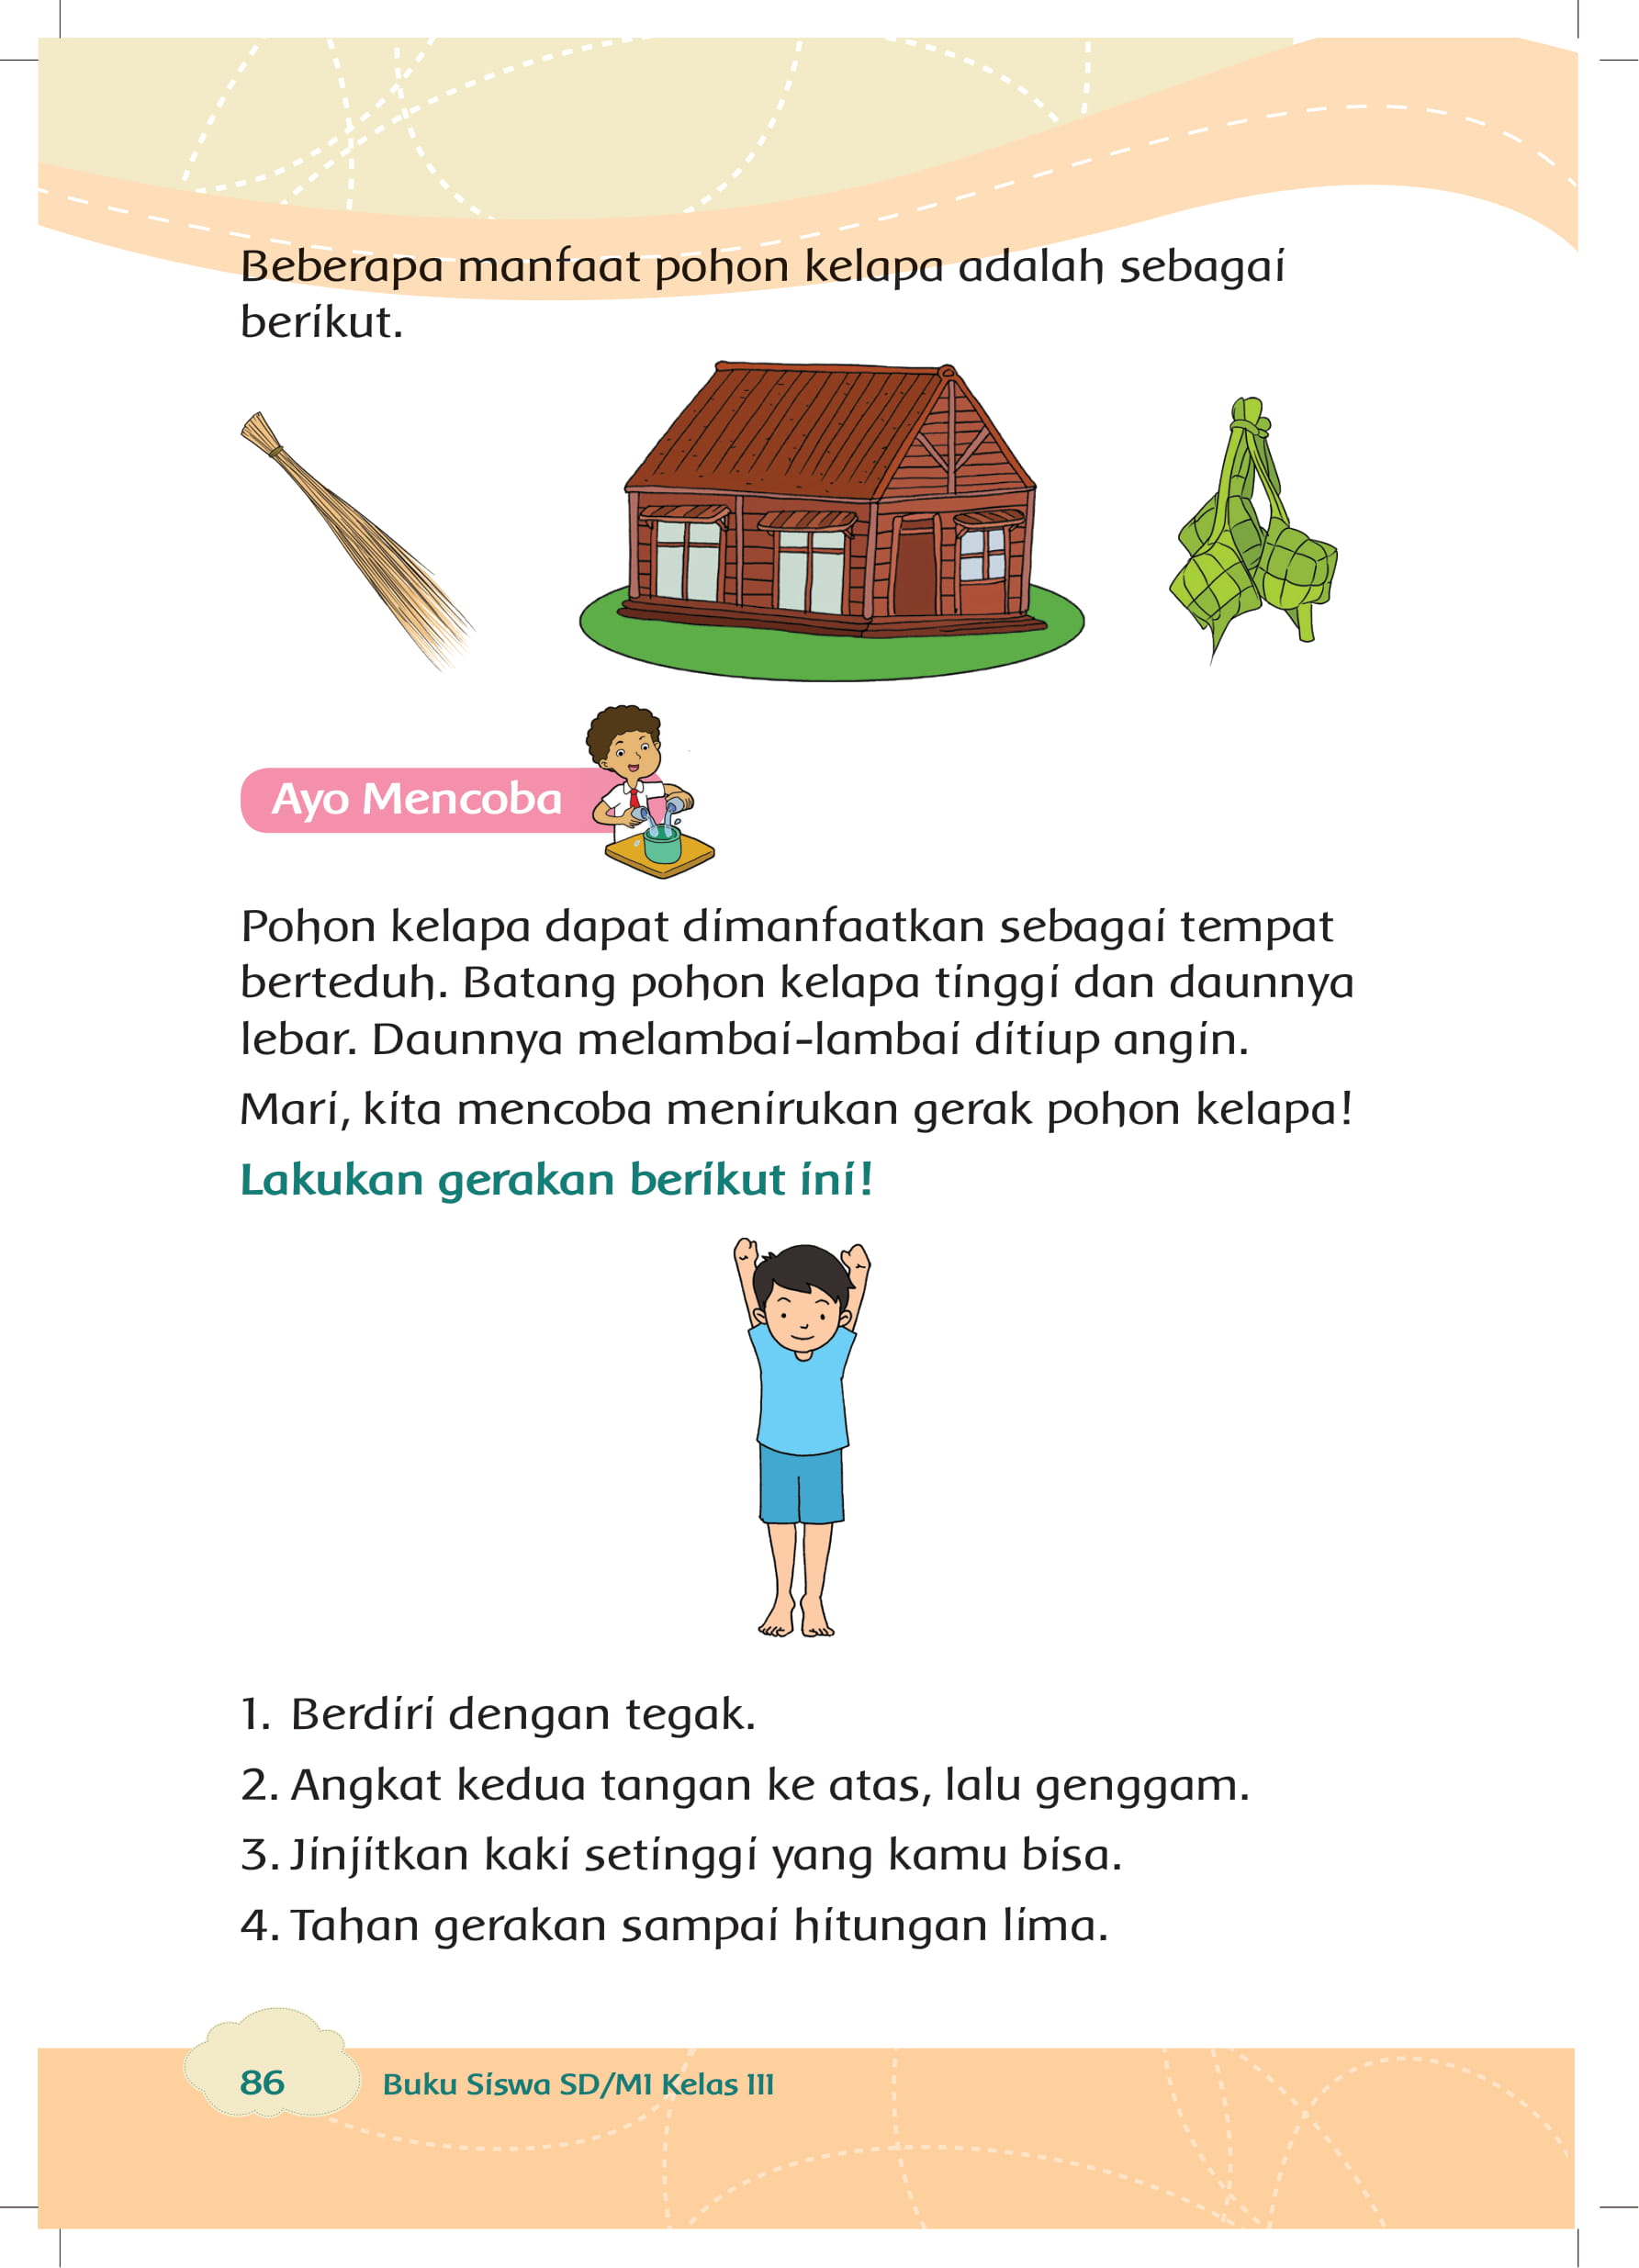 Beberapa manfaat pohon kelapa adalah sebagai
berikut.
Ayo Mencoba
Pohon kelapa dapat dimanfaatkan sebagai tempat
berteduh. Batang pohon kelapa tinggi dan daunnya
lebar. Daunnya melambai-lambai ditiup angin.
Mari, kita mencoba menirukan gerak pohon kelapa!
Lakukan gerakan berikut ini!
1. Berdiri dengan tegak.
2. Angkat kedua tangan ke atas, lalu genggam.
3. Jinjitkan kaki setinggi yang kamu bisa.
4. Tahan gerakan sampai hitungan lima.
86 Buku Siswa SD/MI Kelas III